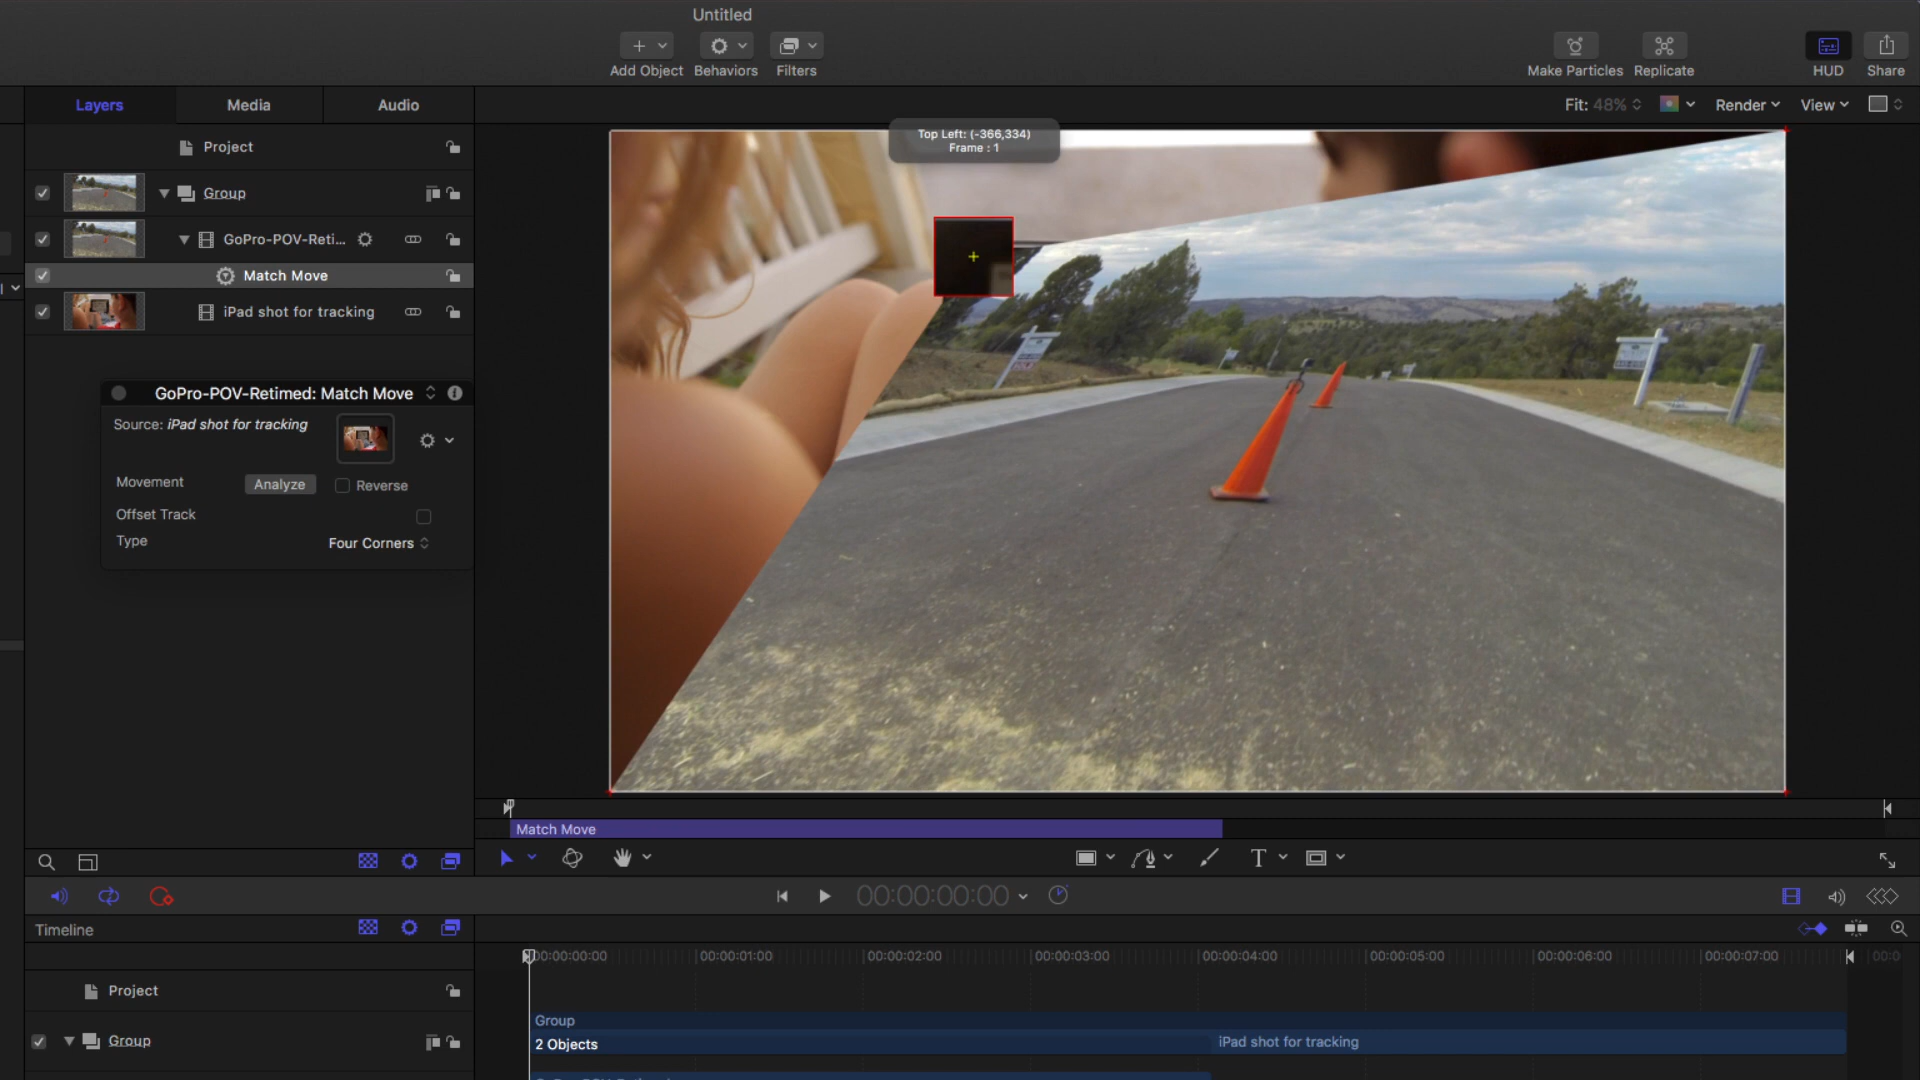 Untitled
Add Object
Behaviors
Filters
Make Particles
Replicate
HUD
Share
Layers
Media
Audio
Fit: 48%
Render
View
Project
Group
GoPro-POV-Reti...
Match Move
iPad shot for tracking
Top Left: (-366,334)
Frame : 1
GoPro-POV-Retimed: Match Move
Source: iPad shot for tracking
Movement
Analyze
Reverse
Offset Track
Type
Four Corners
Match Move
00:00:00:00
Timeline
00:00:00:00
00:00:01:00
00:00:02:00
00:00:03:00
00:00:04:00
00:00:05:00
00:00:06:00
00:00:07:00
Project
Group
Group
2 Objects
iPad shot for tracking